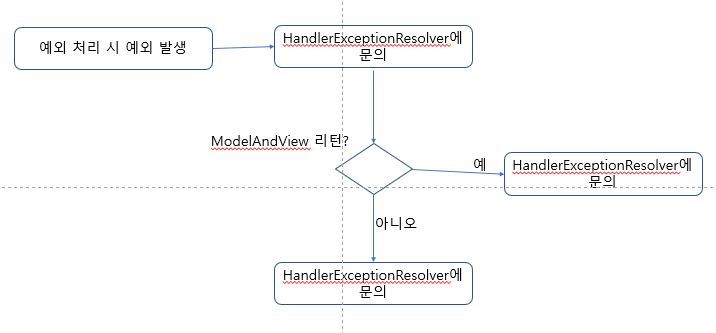 예외 처리 시 예외 발생
HandlerExceptionResolver에
문의
ModelAndView 리턴?
예
HandlerExceptionResolver에
문의
아니오
HandlerExceptionResolver에
문의